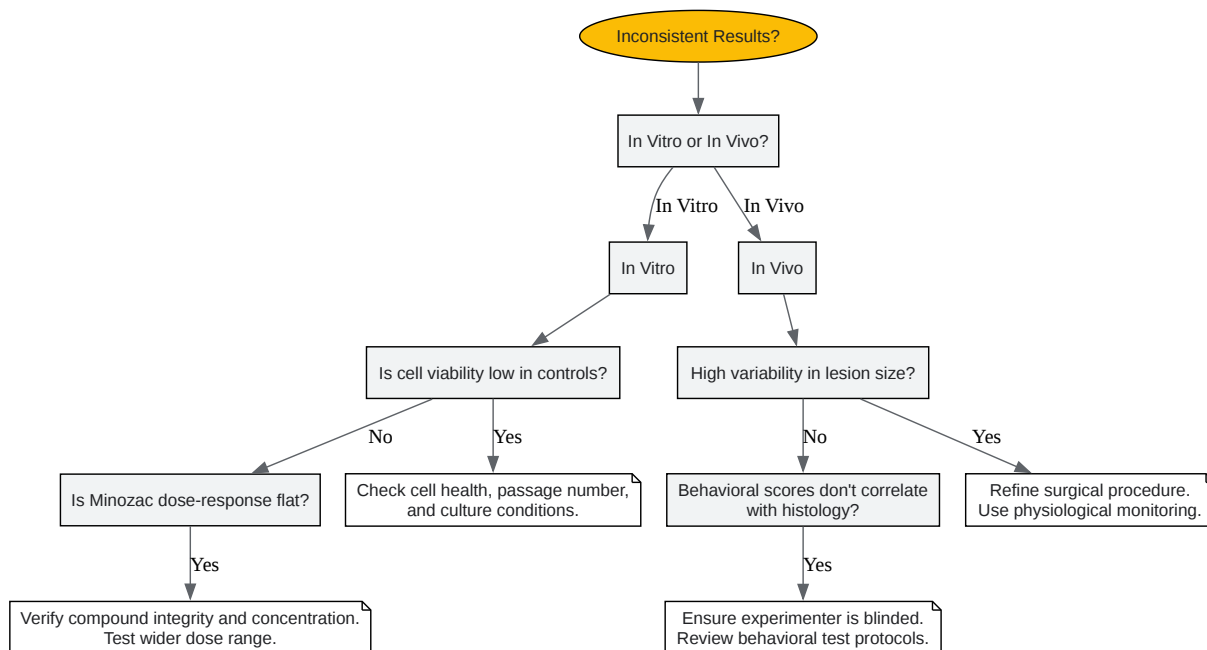 Inconsistent Results?
In Vitro or In Vivo?
In Vitro
In Vivo
In Vitro
In Vivo
Is cell viability low in controls?
High variability in lesion size?
No
Yes
No
Yes
Is Minozac dose-response flat?
Check cell health, passage number,
and culture conditions.
Behavioral scores don't correlate
with histology?
Refine surgical procedure.
Use physiological monitoring.
Yes
Yes
Verify compound integrity and concentration.
Test wider dose range.
Ensure experimenter is blinded.
Review behavioral test protocols.